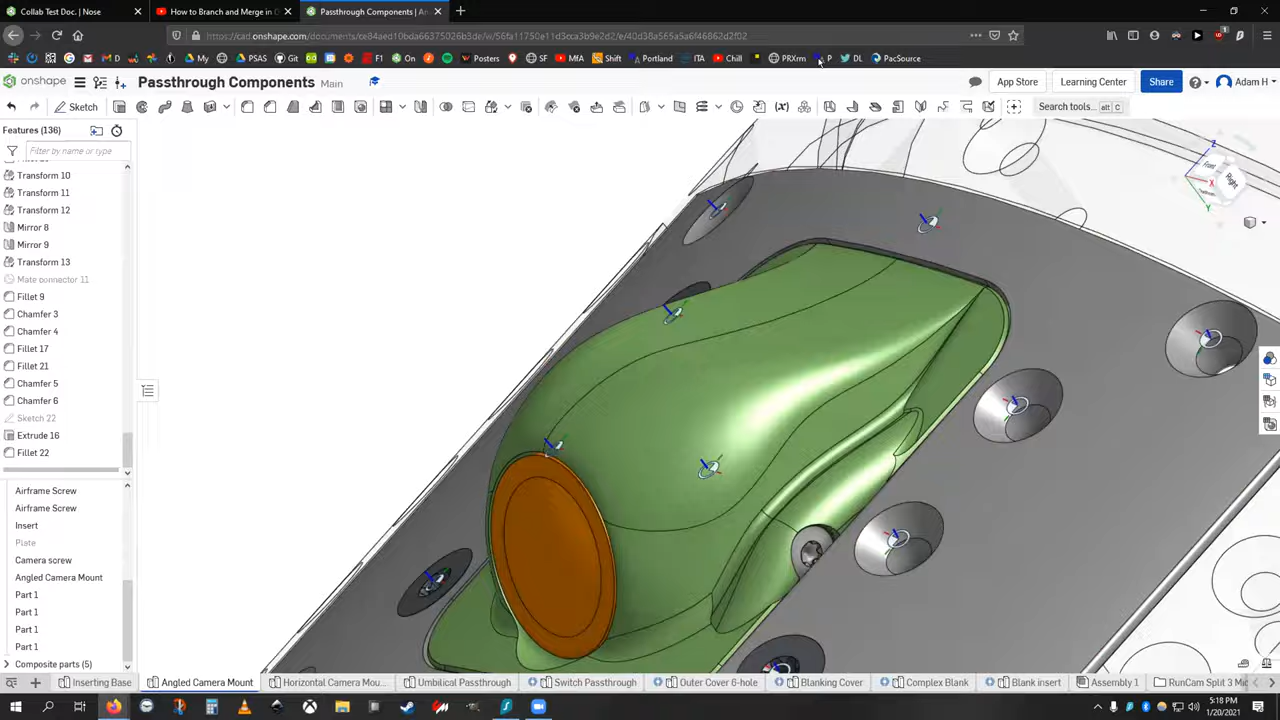 Collab Test Doc. | Nose
How to Branch and Merge in O
Passthrough Components | An
https://cad.onshape.com/documents/ce84aed10bda66375026b3de/w/56fa11750e11d3cca3b9e2d2/e/40d38a565a5a6f46862d2f02
M
D
My
SW
PSAS
Git
F1
On
Posters
SF
MfA
Shift
Portland
ITA
Chill
PRXrm
P
DL
PacSource
onshape
Passthrough Components Main
App Store
Learning Center
Share
Adam H
Sketch
Search tools... alt C
Features (136)
Filter by name or type
Transform 10
Transform 11
Transform 12
Mirror 8
Mirror 9
Transform 13
Mate connector 11
Fillet 9
Chamfer 3
Chamfer 4
Fillet 17
Fillet 21
Chamfer 5
Chamfer 6
Sketch 22
Extrude 16
Fillet 22
Airframe Screw
Airframe Screw
Insert
Plate
Camera screw
Angled Camera Mount
Part 1
Part 1
Part 1
Part 1
Composite parts (5)
Z
Front
Right
X
Y
Inserting Base
Angled Camera Mount
Horizontal Camera Mou...
Umbilical Passthrough
Switch Passthrough
Outer Cover 6-hole
Blanking Cover
Complex Blank
Blank insert
Assembly 1
RunCam Split 3 Mic
5:18 PM
1/20/2021